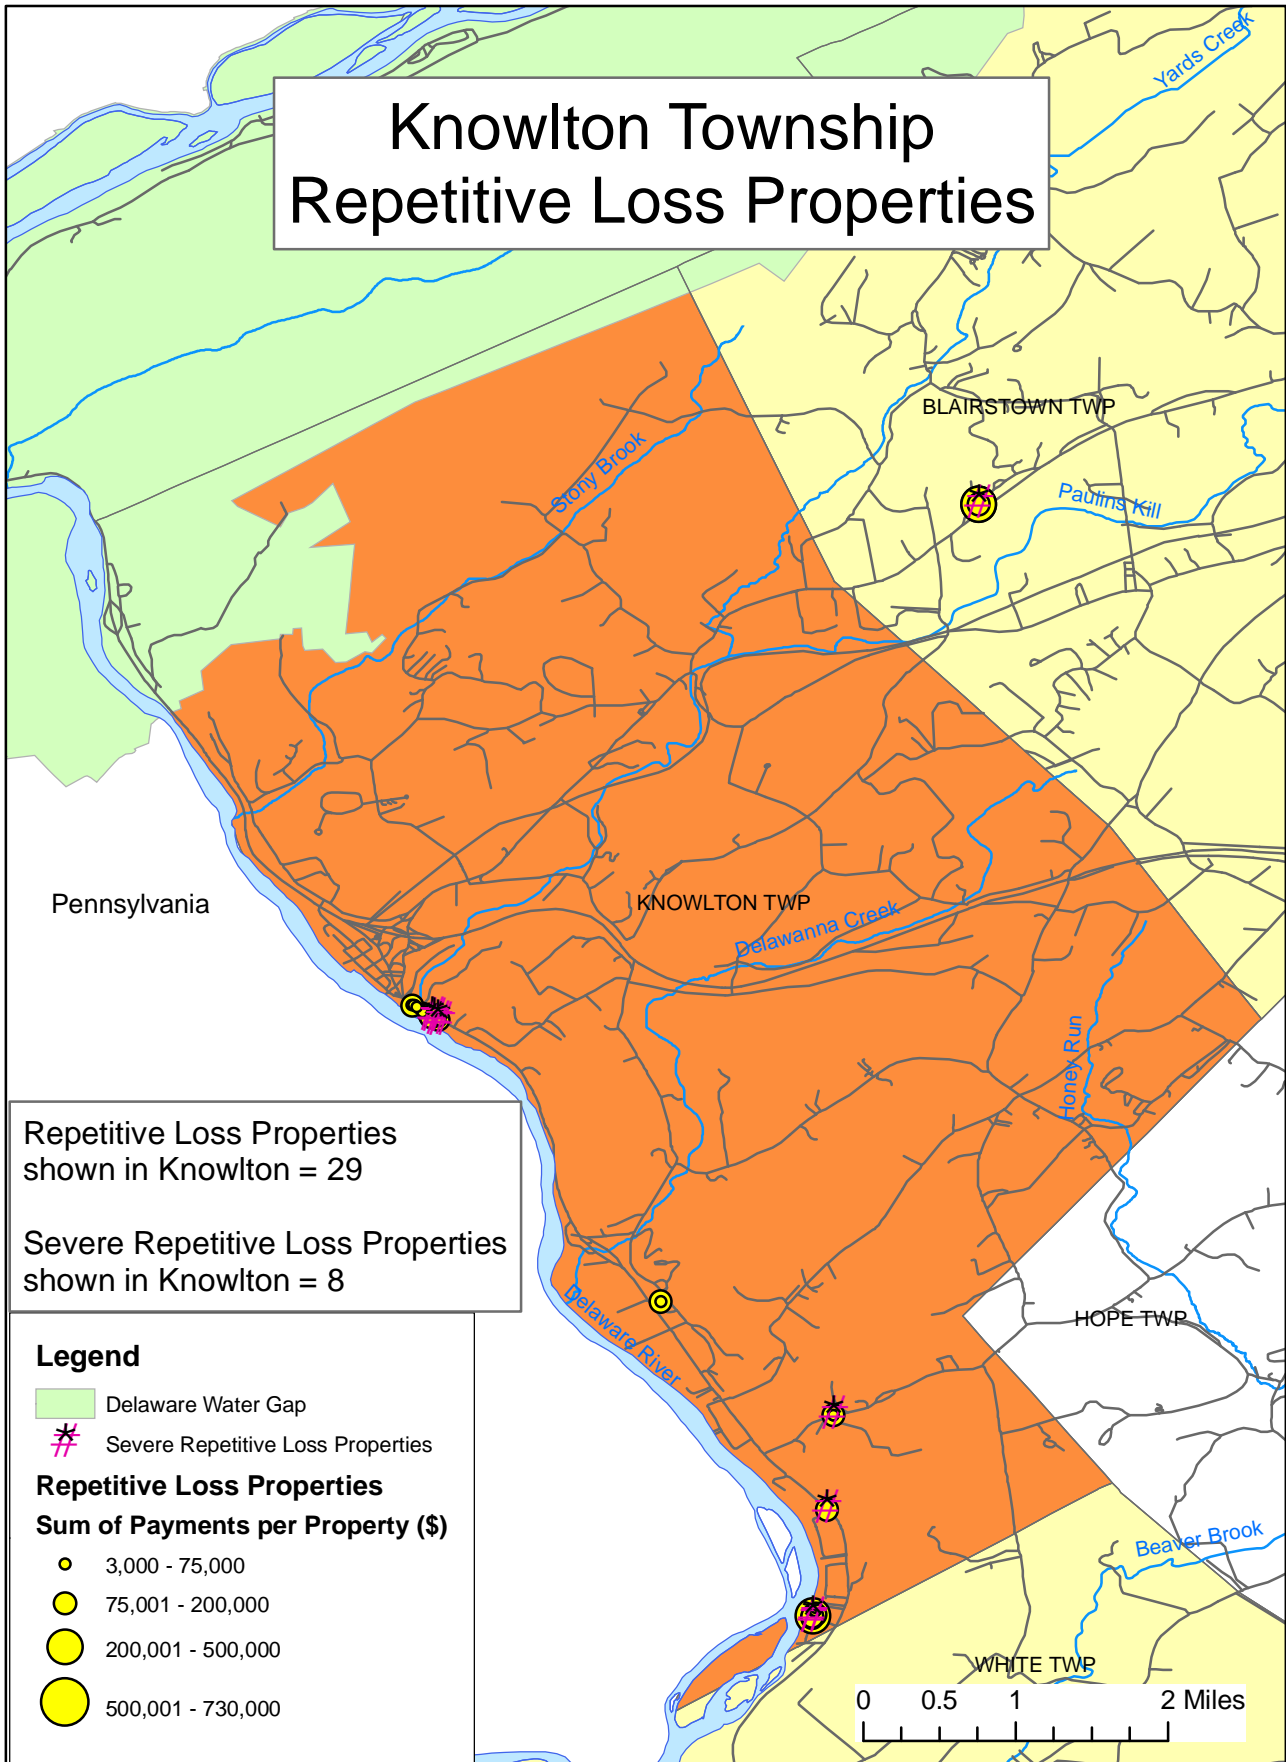 Knowlton Township
Repetitive Loss Properties
Yards Creek
BLAIRSTOWN TWP
Stony Brook
Paulins Kill
Pennsylvania
KNOWLTON TWP
Delawanna Creek
Honey Run
Repetitive Loss Properties
shown in Knowlton = 29
Severe Repetitive Loss Properties
shown in Knowlton = 8
Delaware River
HOPE TWP
Legend
Delaware Water Gap
Severe Repetitive Loss Properties
Repetitive Loss Properties
Sum of Payments per Property ($)
3,000 - 75,000
75,001 - 200,000
200,001 - 500,000
500,001 - 730,000
Beaver Brook
WHITE TWP
0 0.5 1 2 Miles